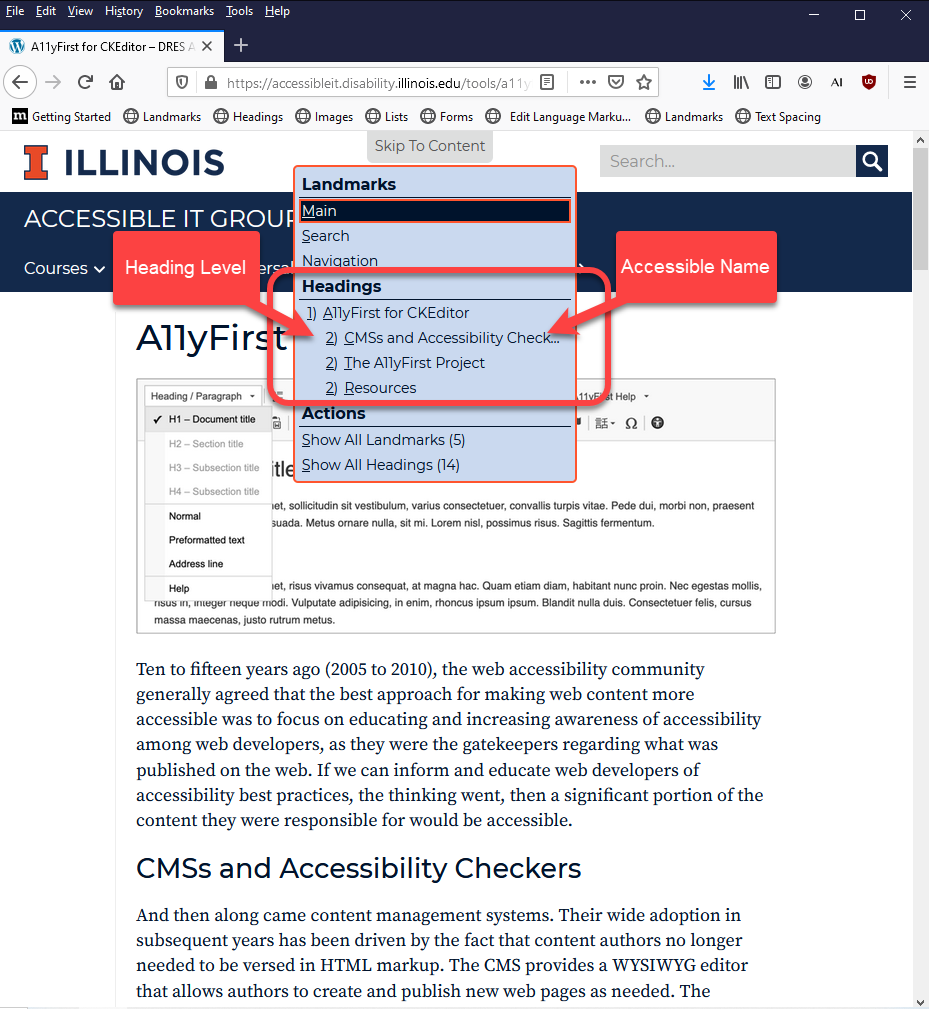 File Edit View History Bookmarks Tools Help
A11yFirst for CKEditor – DRES A
https://accessibleit.disability.illinois.edu/tools/a11y
AI
UD
m Getting Started Landmarks Headings Images Lists Forms Edit Language Marku... Landmarks Text Spacing
Skip To Content
I ILLINOIS
Search...
Landmarks
Main
Search
Navigation
ACCESSIBLE IT GROUP
Courses
Heading Level
Accessible Name
Headings
1) A11yFirst for CKEditor
2) CMSs and Accessibility Check...
2) The A11yFirst Project
2) Resources
Actions
Show All Landmarks (5)
Show All Headings (14)
A11yFirst
Heading / Paragraph
A11yFirst Help
H1 – Document title
H2 – Section title
H3 – Subsection title
H4 – Subsection title
Normal
Preformatted text
Address line
Help
et, sollicitudin sit vestibulum, varius consectetuer, convallis turpis vitae. Pede dui, morbi non, praesent
suada. Metus ornare nulla, sit mi. Lorem nisl, possimus risus. Sagittis fermentum.
et, risus vivamus consequat, at magna hac. Quam etiam diam, habitant nunc proin. Nec egestas mollis,
risus in, integer neque modi. Vulputate adipisicing, in enim, rhoncus ipsum ipsum. Blandit nulla duis. Consectetuer felis, cursus
massa maecenas, justo rutrum metus.
Ten to fifteen years ago (2005 to 2010), the web accessibility community
generally agreed that the best approach for making web content more
accessible was to focus on educating and increasing awareness of accessibility
among web developers, as they were the gatekeepers regarding what was
published on the web. If we can inform and educate web developers of
accessibility best practices, the thinking went, then a significant portion of the
content they were responsible for would be accessible.
CMSs and Accessibility Checkers
And then along came content management systems. Their wide adoption in
subsequent years has been driven by the fact that content authors no longer
needed to be versed in HTML markup. The CMS provides a WYSIWYG editor
that allows authors to create and publish new web pages as needed. The